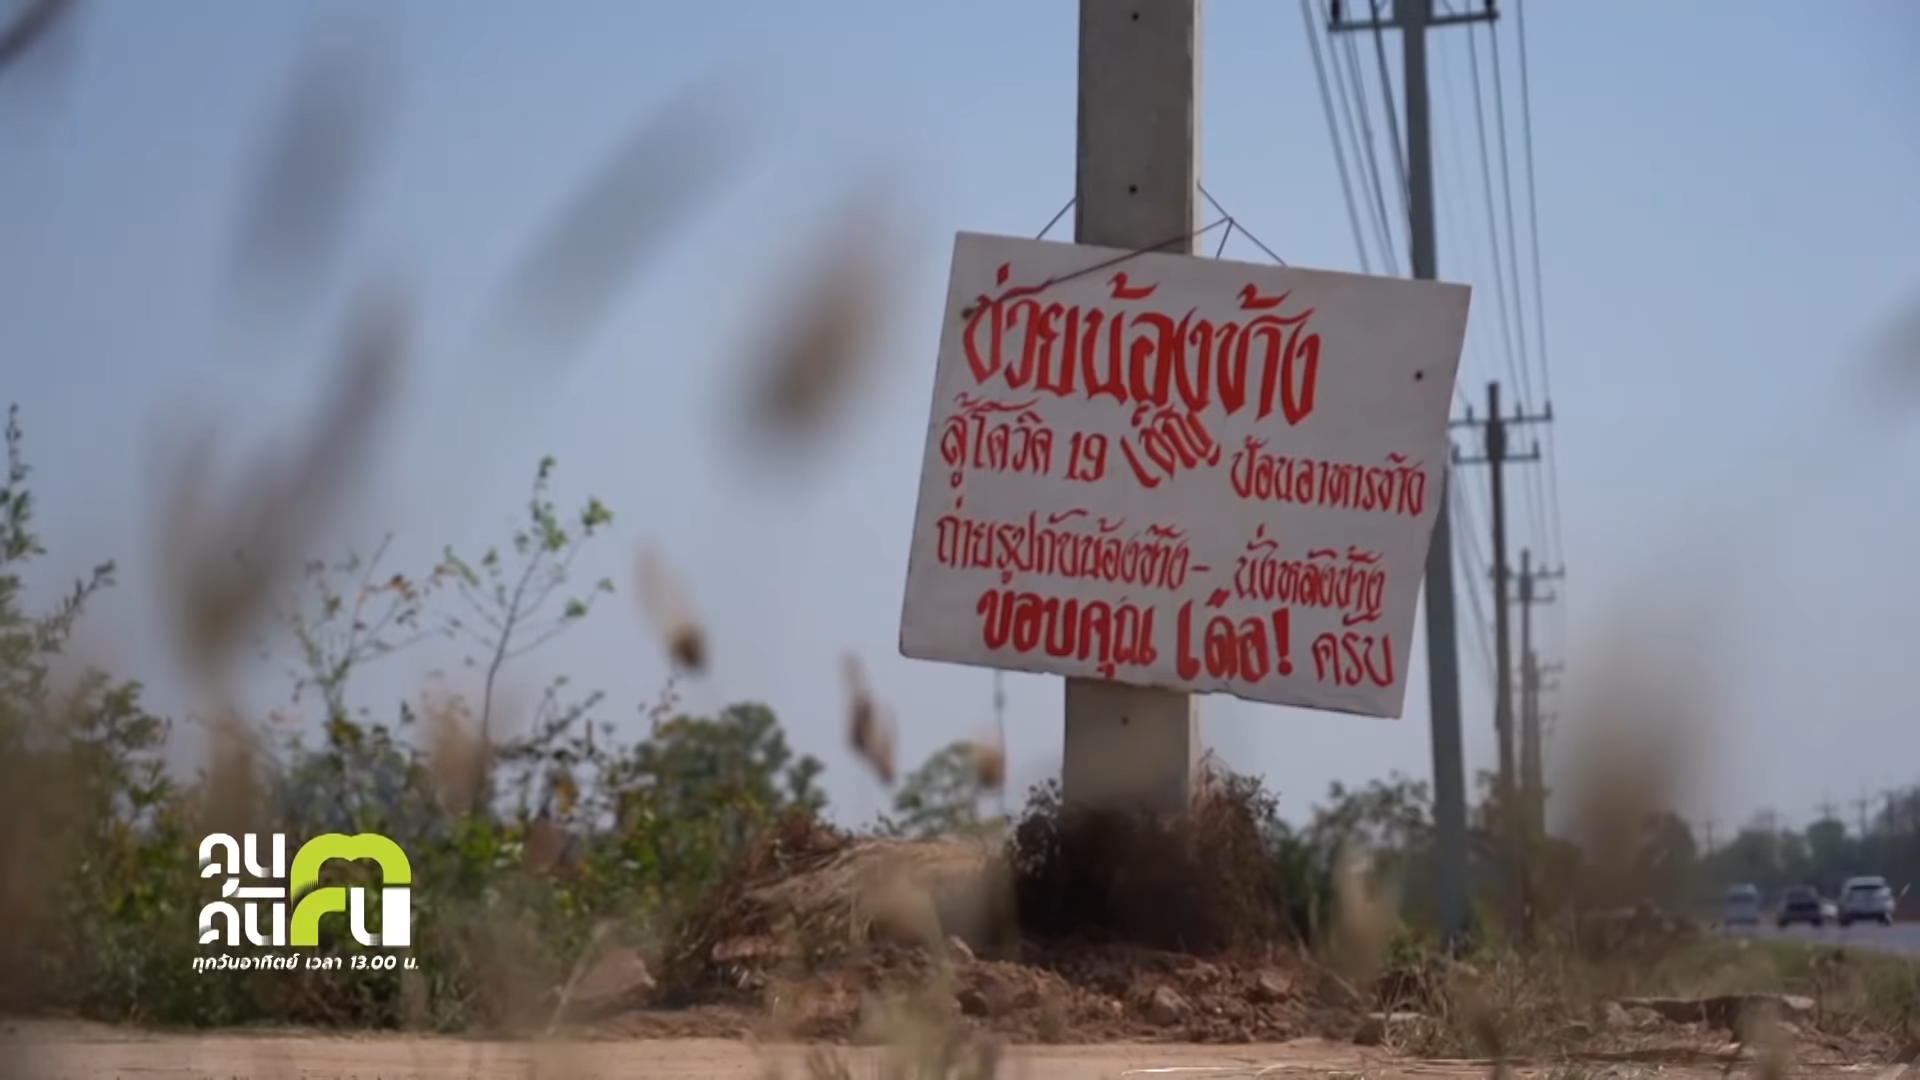 ช่วยน้องช้าง
สู้โควิด 19 เชิญ ป้อนอาหารช้าง
ถ่ายรูปกับน้องช้าง - นั่งหลังช้าง
ขอบคุณ เด้อ! ครับ
คน
ค้น
ฅน
ทุกวันอาทิตย์ เวลา 13.00 น.